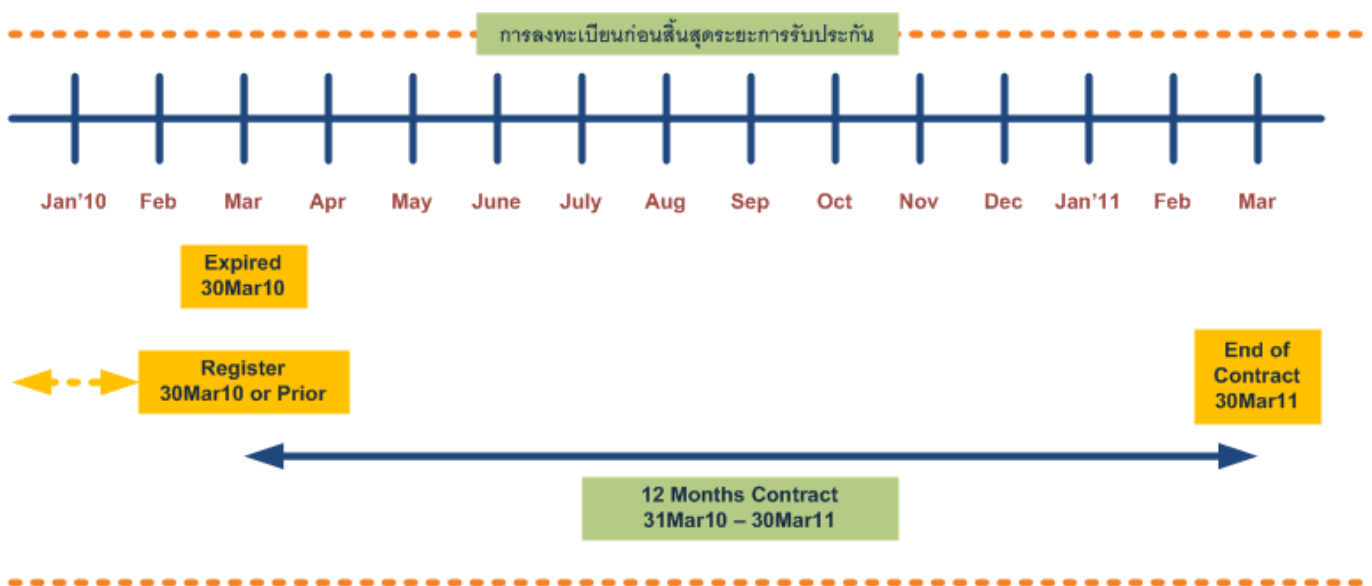 การลงทะเบียนก่อนสิ้นสุดระยะการรับประกัน
Jan'10 Feb Mar Apr May June July Aug Sep Oct Nov Dec Jan'11 Feb Mar
Expired
30Mar10
Register
30Mar10 or Prior
End of
Contract
30Mar11
12 Months Contract
31Mar10 – 30Mar11